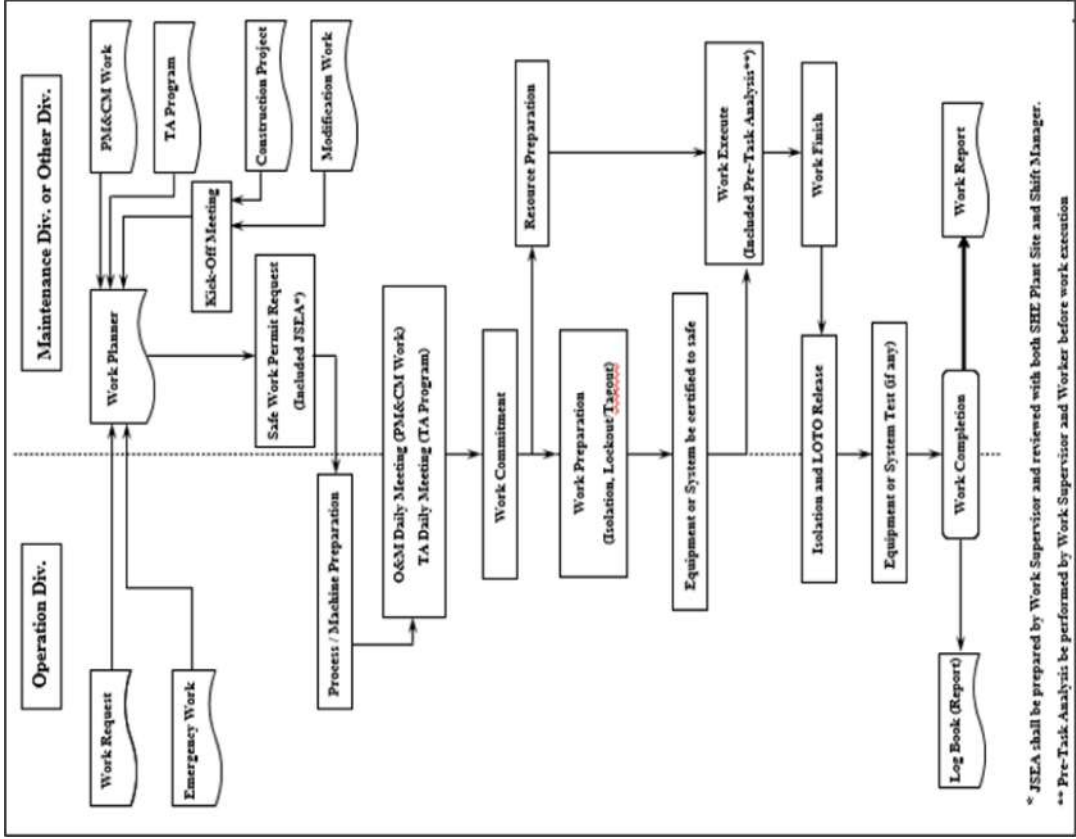 Operation Div.
Maintenance Div. or Other Div.
Work Request
Emergency Work
Work Planner
PM&CM Work
TA Program
Kick-Off Meeting
Construction Project
Modification Work
Safe Work Permit Request
(Included JSEA*)
Process / Machine Preparation
O&M Daily Meeting (PM&CM Work)
TA Daily Meeting (TA Program)
Work Commitment
Resource Preparation
Work Preparation
(Isolation, Lockout/Tagout)
Equipment or System be certified to safe
Work Execute
(Included Pre-Task Analysis**)
Work Finish
Isolation and LOTO Release
Equipment or System Test (if any)
Log Book (Report)
Work Completion
Work Report
* JSEA shall be prepared by Work Supervisor and reviewed with both SHE Plant Site and Shift Manager.
** Pre-Task Analysis be performed by Work Supervisor and Worker before work execution